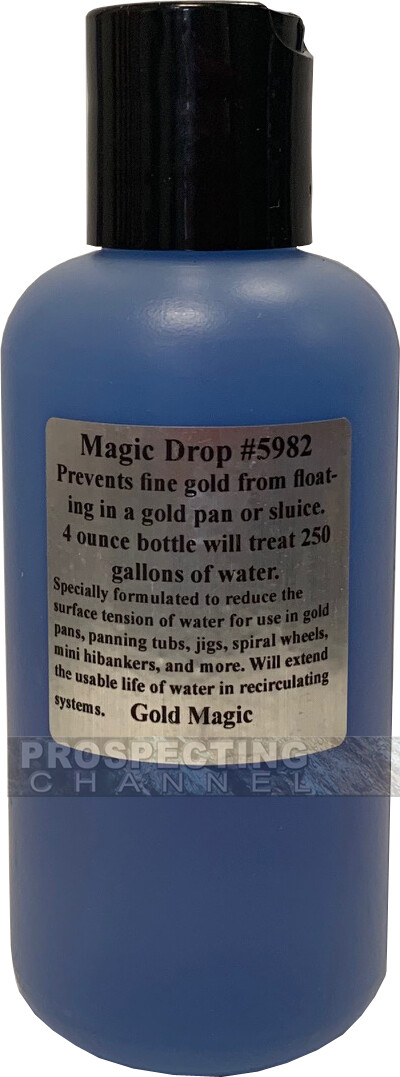 Magic Drop #5982
Prevents fine gold from float-
ing in a gold pan or sluice.
4 ounce bottle will treat 250
gallons of water.
Specially formulated to reduce the
surface tension of water for use in gold
pans, panning tubs, jigs, spiral wheels,
mini hibankers, and more. Will extend
the usable life of water in recirculating
systems. Gold Magic
PROSPECTING
CHANNEL